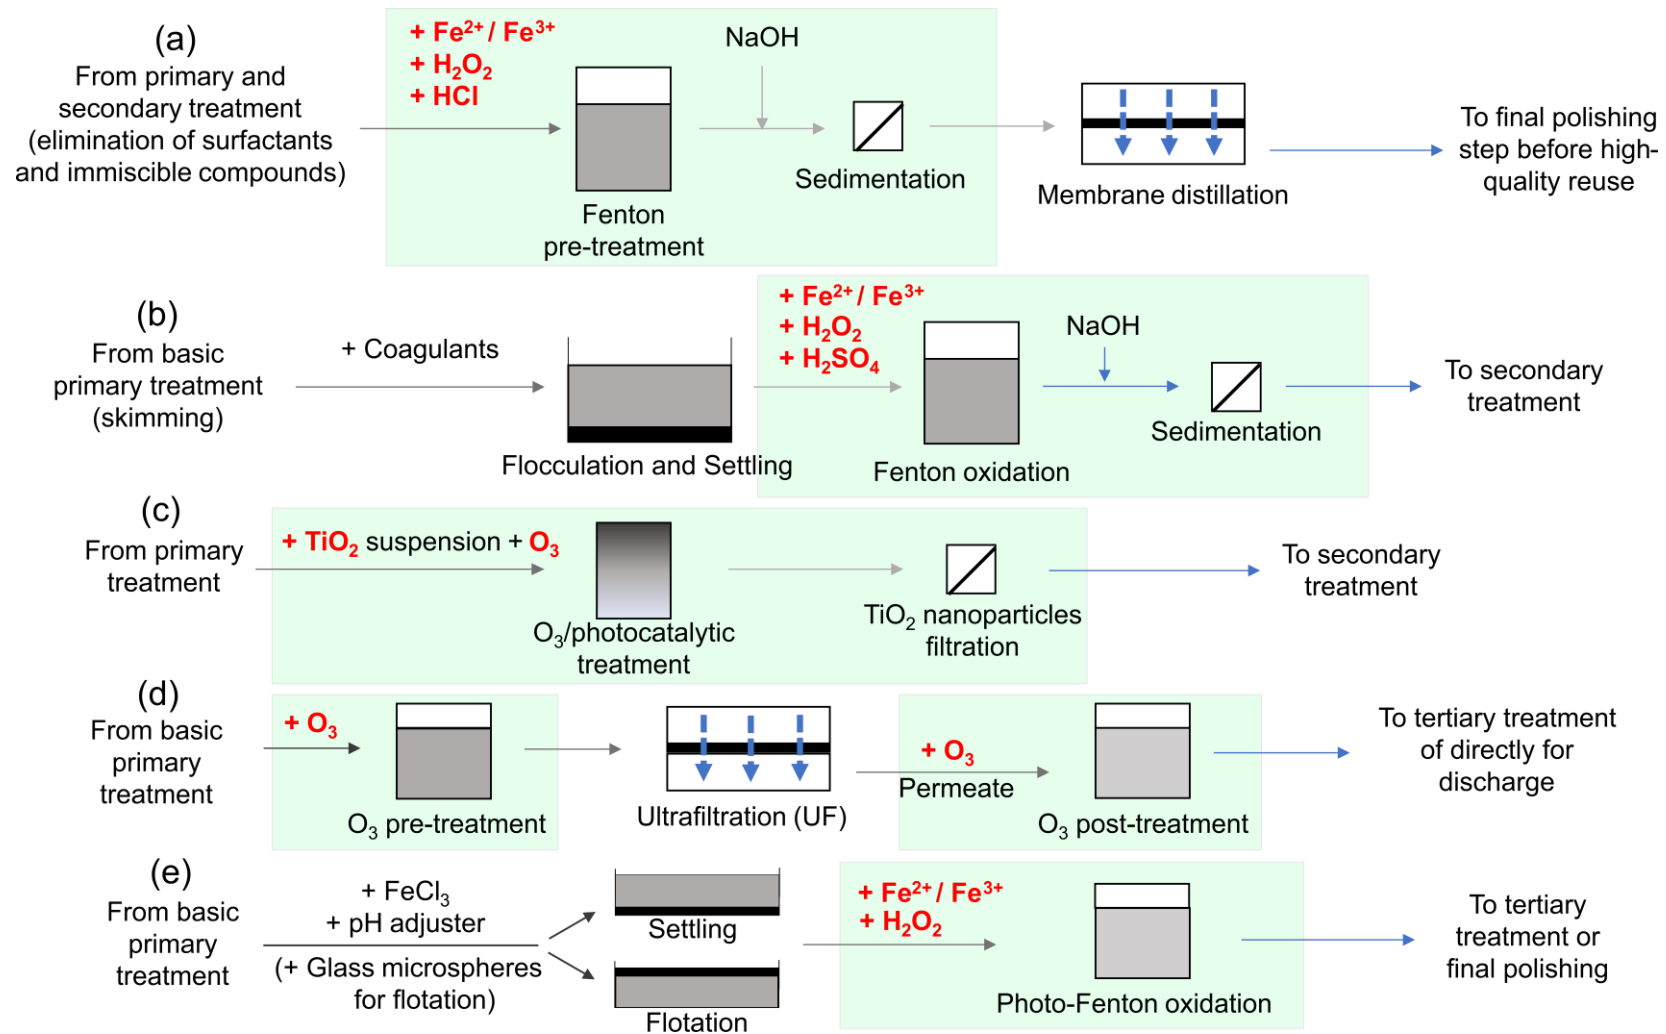 (a)
From primary and
secondary treatment
(elimination of surfactants
and immiscible compounds)
+ Fe²⁺ / Fe³⁺
+ H₂O₂
+ HCl
Fenton
pre-treatment
NaOH
Sedimentation
Membrane distillation
To final polishing
step before high-
quality reuse
(b)
From basic
primary treatment
(skimming)
+ Coagulants
Flocculation and Settling
+ Fe²⁺ / Fe³⁺
+ H₂O₂
+ H₂SO₄
Fenton oxidation
NaOH
Sedimentation
To secondary
treatment
(c)
From primary
treatment
+ TiO₂ suspension + O₃
O₃/photocatalytic
treatment
TiO₂ nanoparticles
filtration
To secondary
treatment
(d)
From basic
primary
treatment
+ O₃
O₃ pre-treatment
Ultrafiltration (UF)
+ O₃
Permeate
O₃ post-treatment
To tertiary treatment
of directly for
discharge
(e)
From basic
primary
treatment
+ FeCl₃
+ pH adjuster
(+ Glass microspheres
for flotation)
Settling
Flotation
+ Fe²⁺ / Fe³⁺
+ H₂O₂
Photo-Fenton oxidation
To tertiary
treatment or
final polishing